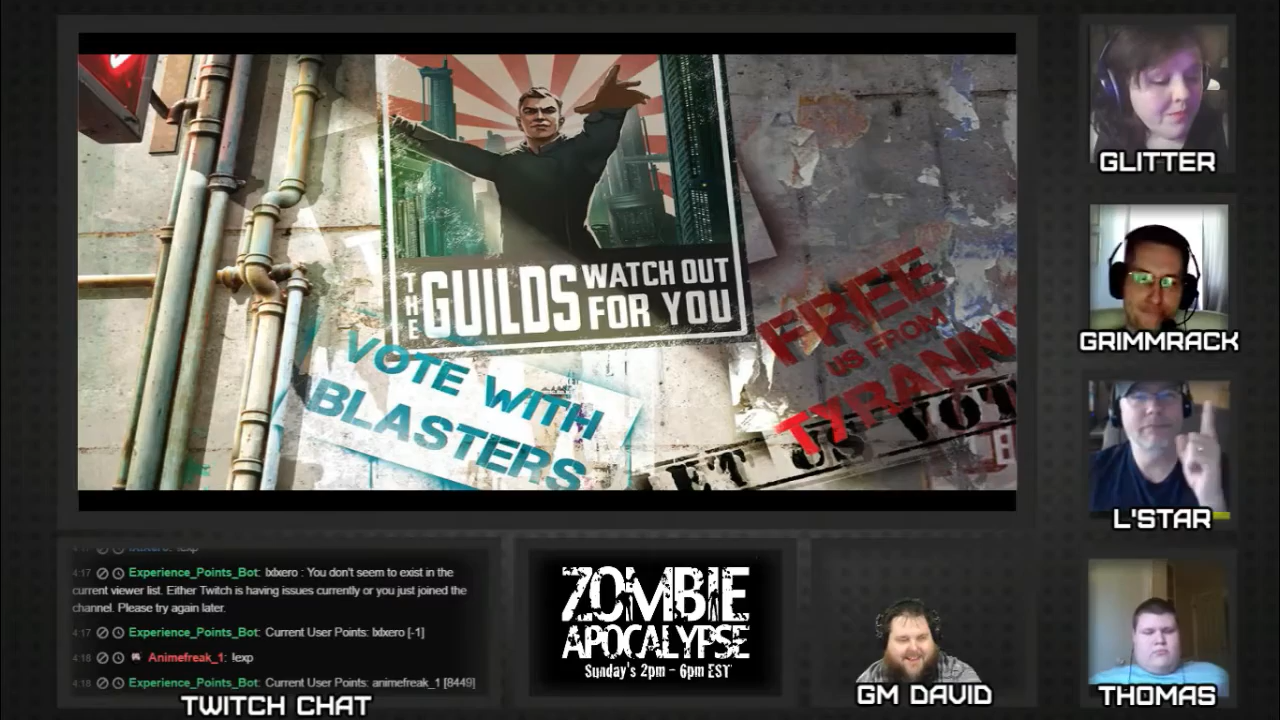 THE GUILDS WATCH OUT
FOR YOU
VOTE WITH
BLASTERS
FREE
US FROM
TYRANNY
ET US VOT
GLITTER
GRIMMRACK
L'STAR
THOMAS
4:17 Experience_Points_Bot: lxlxero : You don't seem to exist in the
current viewer list. Either Twitch is having issues currently or you just joined the
channel. Please try again later.
4:17 Experience_Points_Bot: Current User Points: lxlxero [-1]
4:18 Animefreak_1: !exp
4:18 Experience_Points_Bot: Current User Points: animefreak_1 [8449]
TWITCH CHAT
ZOMBIE
APOCALYPSE
Sunday's 2pm - 6pm EST
GM DAVID